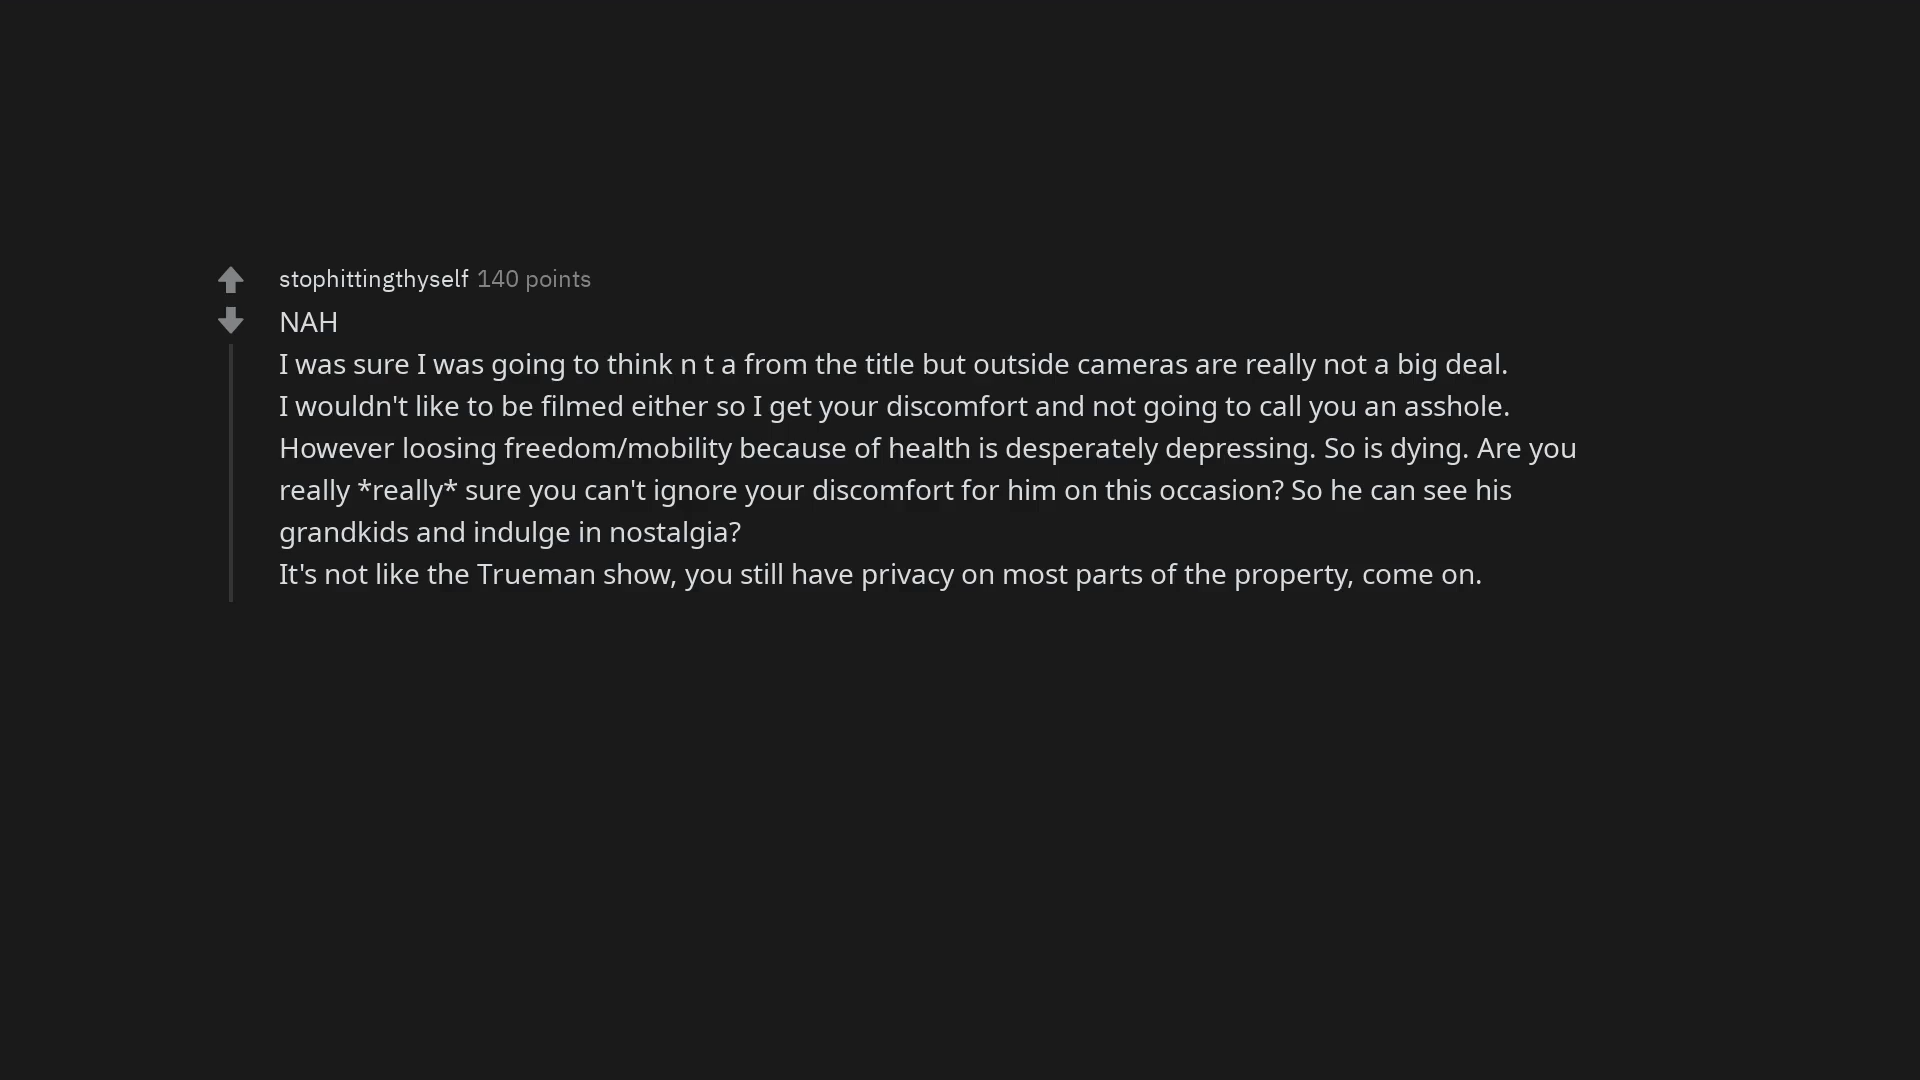 stophittingthyself 140 points
NAH
I was sure I was going to think n t a from the title but outside cameras are really not a big deal.
I wouldn't like to be filmed either so I get your discomfort and not going to call you an asshole.
However loosing freedom/mobility because of health is desperately depressing. So is dying. Are you
really *really* sure you can't ignore your discomfort for him on this occasion? So he can see his
grandkids and indulge in nostalgia?
It's not like the Trueman show, you still have privacy on most parts of the property, come on.